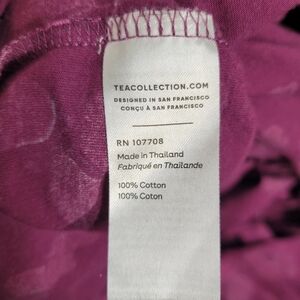 TEACOLLECTION.COM
DESIGNED IN SAN FRANCISCO
CONÇU À SAN FRANCISCO
RN 107708
Made in Thailand
Fabriqué en Thaïlande
100% Cotton
100% Coton